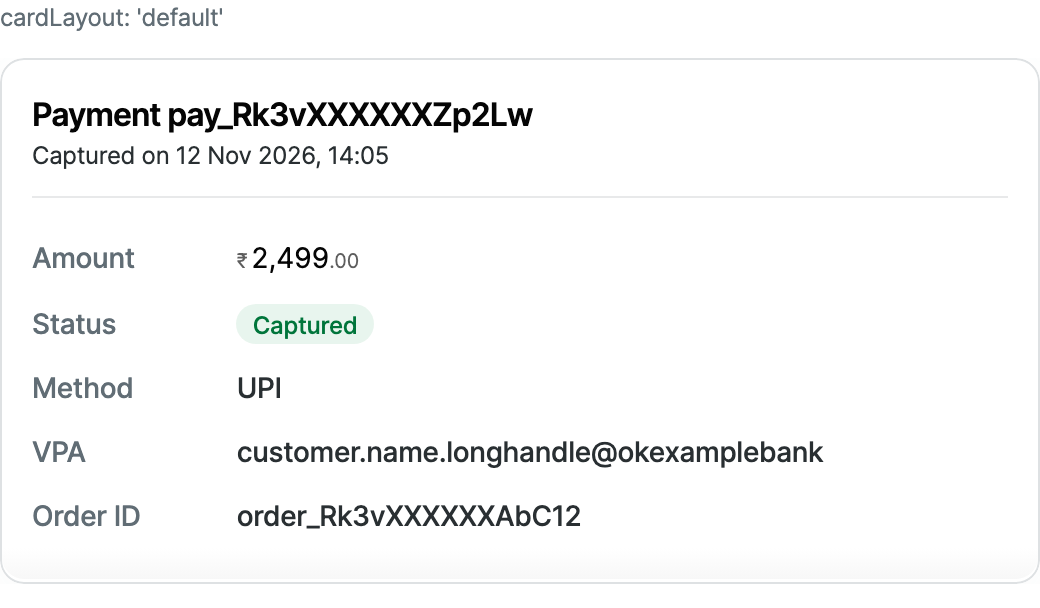 cardLayout: 'default'
Payment pay_Rk3vXXXXXXZp2Lw
Captured on 12 Nov 2026, 14:05
Amount ₹2,499.00
Status Captured
Method UPI
VPA customer.name.longhandle@okexamplebank
Order ID order_Rk3vXXXXXXAbC12